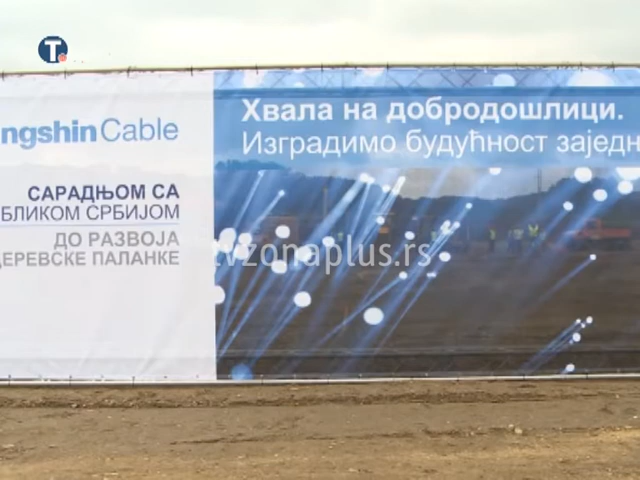 T.
ngshin Cable
Хвала на добродошлици.
Изградимо будућност заједн
САРАДЊОМ СА
БЛИКОМ СРБИЈОМ
ДО РАЗВОЈА
ДЕРЕВСКЕ ПАЛАНКЕ
tvzonaplus.rs